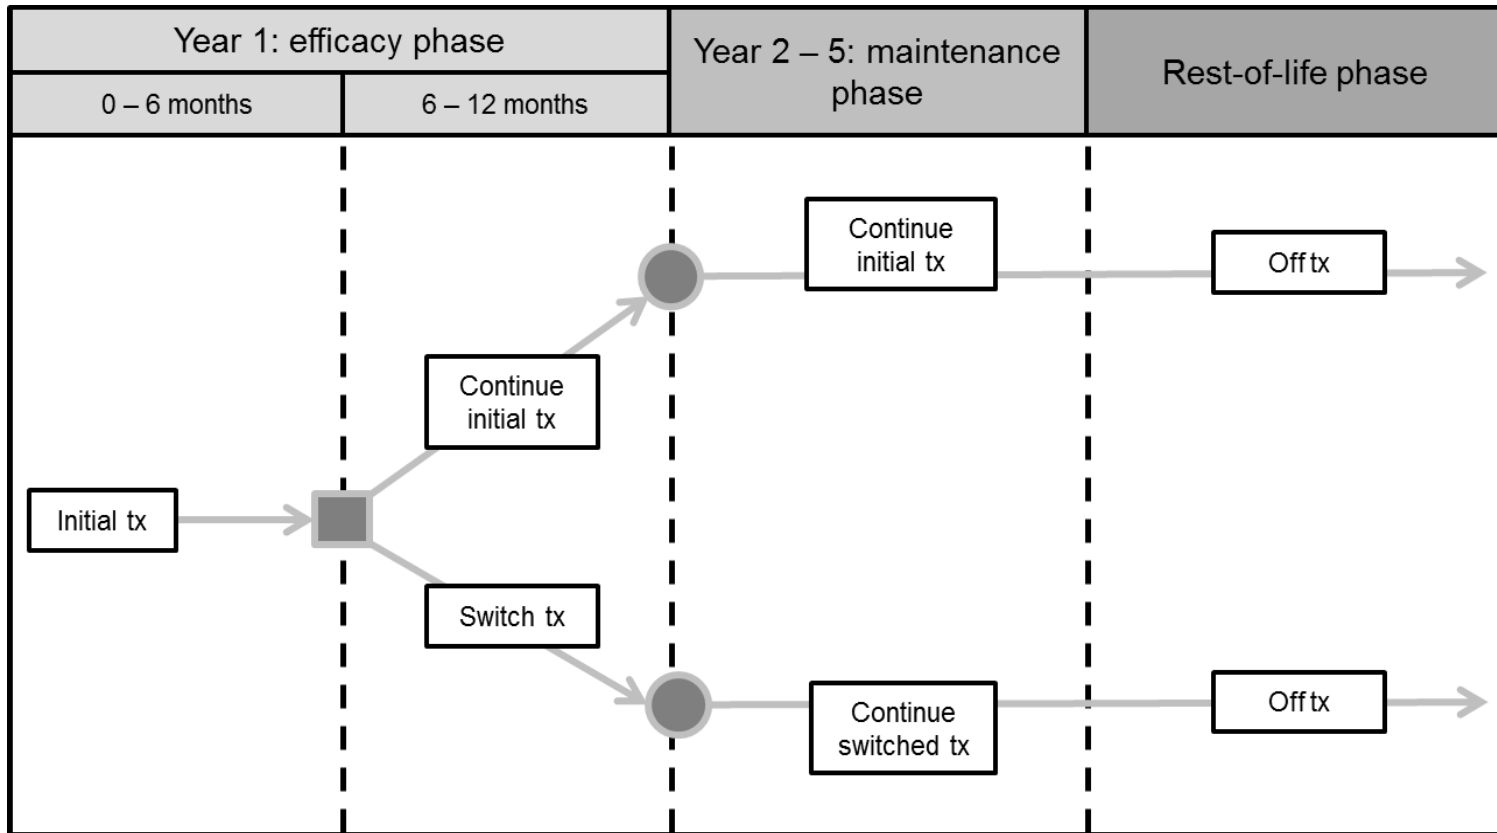 Year 1: efficacy phase
0 – 6 months
6 – 12 months
Year 2 – 5: maintenance
phase
Rest-of-life phase
Initial tx
Continue
initial tx
Switch tx
Continue
initial tx
Continue
switched tx
Off tx
Off tx